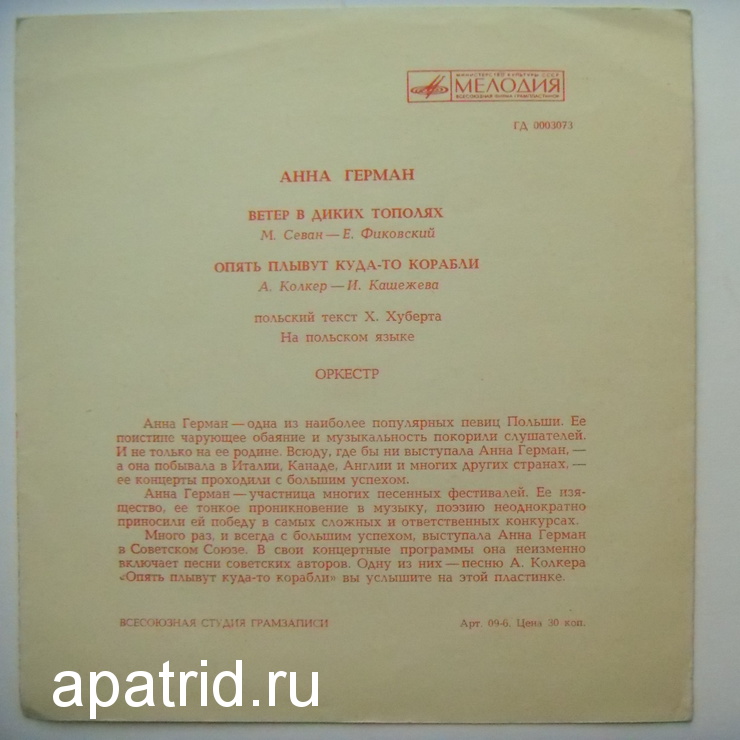 МИНИСТЕРСТВО КУЛЬТУРЫ СССР
МЕЛОДИЯ
ВСЕСОЮЗНАЯ ФИРМА ГРАМПЛАСТИНОК
ГД 0003073
АННА ГЕРМАН
ВЕТЕР В ДИКИХ ТОПОЛЯХ
М. Севан — Е. Фиковский
ОПЯТЬ ПЛЫВУТ КУДА-ТО КОРАБЛИ
А. Колкер — И. Кашежева
польский текст Х. Хуберта
На польском языке
ОРКЕСТР
Анна Герман — одна из наиболее популярных певиц Польши. Ее
поистине чарующее обаяние и музыкальность покорили слушателей.
И не только на ее родине. Всюду, где бы ни выступала Анна Герман, —
а она побывала в Италии, Канаде, Англии и многих других странах, —
ее концерты проходили с большим успехом.
Анна Герман — участница многих песенных фестивалей. Ее изя-
щество, ее тонкое проникновение в музыку, поэзию неоднократно
приносили ей победу в самых сложных и ответственных конкурсах.
Много раз, и всегда с большим успехом, выступала Анна Герман
в Советском Союзе. В свои концертные программы она неизменно
включает песни советских авторов. Одну из них — песню А. Колкера
«Опять плывут куда-то корабли» вы услышите на этой пластинке.
ВСЕСОЮЗНАЯ СТУДИЯ ГРАМЗАПИСИ
Арт. 09-6. Цена 30 коп.
apatrid.ru